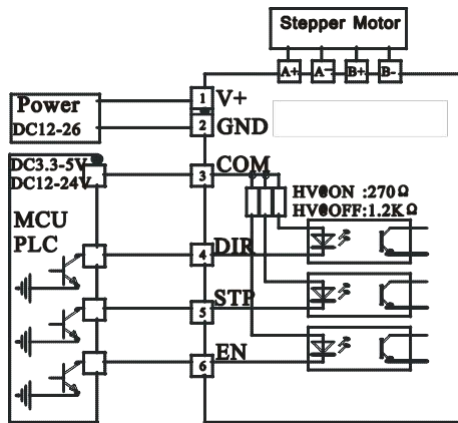 Stepper Motor
A+ A− B+ B-
Power
DC12-26
1 V+
2 GND
DC3.3-5V
DC12-24V
3 COM
HV@ON :270Ω
HV@OFF:1.2KΩ
MCU
PLC
4 DIR
5 STP
6 EN